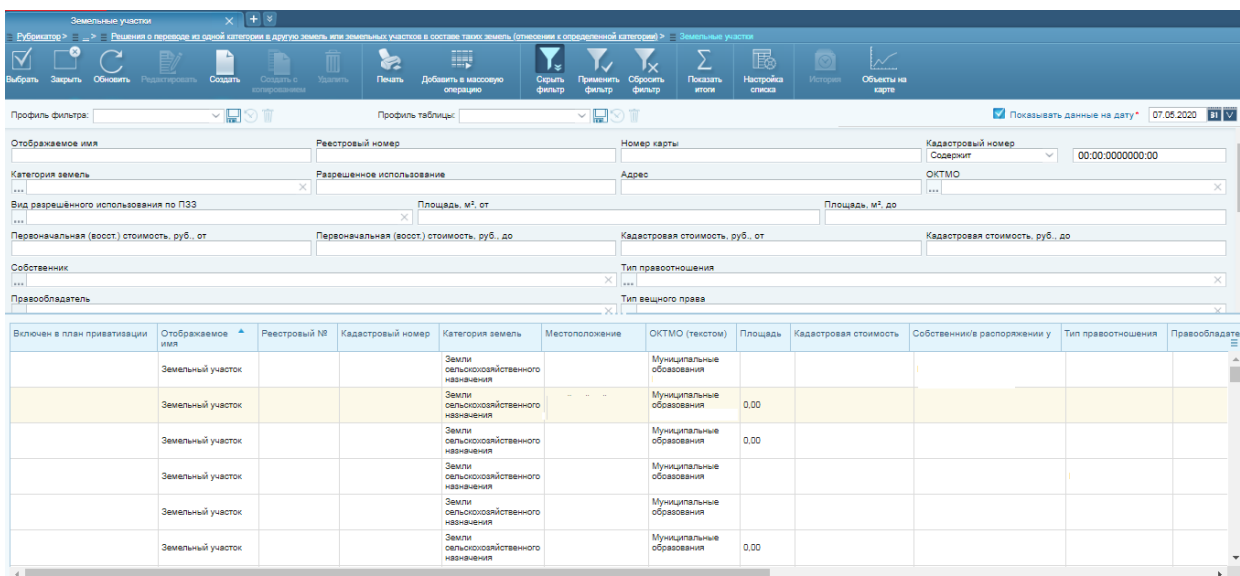 Земельные участки
Рубрикатор > ... > Решения о переводе из одной категории в другую земель или земельных участков в составе таких земель (отнесении к определенной категории) > Земельные участки
Выбрать Закрыть Обновить Редактировать Создать Создать с копированием Удалить Печать Добавить в массовую операцию Скрыть фильтр Применить фильтр Сбросить фильтр Показать итоги Настройка списка История Объекты на карте
Профиль фильтра: Профиль таблицы: Показывать данные на дату* 07.05.2020
Отображаемое имя Реестровый номер Номер карты Кадастровый номер
Содержит 00:00:0000000:00
Категория земель Разрешенное использование Адрес ОКТМО
... ...
Вид разрешённого использования по ПЗЗ Площадь, м², от Площадь, м², до
...
Первоначальная (восст.) стоимость, руб., от Первоначальная (восст.) стоимость, руб., до Кадастровая стоимость, руб., от Кадастровая стоимость, руб., до
Собственник Тип правоотношения
... ...
Правообладатель Тип вещного права
Включен в план приватизации Отображаемое имя Реестровый № Кадастровый номер Категория земель Местоположение ОКТМО (текстом) Площадь Кадастровая стоимость Собственник/в распоряжении у Тип правоотношения Правообладате
Земельный участок Земли сельскохозяйственного назначения Муниципальные образования
Земельный участок Земли сельскохозяйственного назначения Муниципальные образования 0,00
Земельный участок Земли сельскохозяйственного назначения Муниципальные образования 0,00
Земельный участок Земли сельскохозяйственного назначения Муниципальные образования
Земельный участок Земли сельскохозяйственного назначения Муниципальные образования
Земельный участок Земли сельскохозяйственного назначения Муниципальные образования 0,00